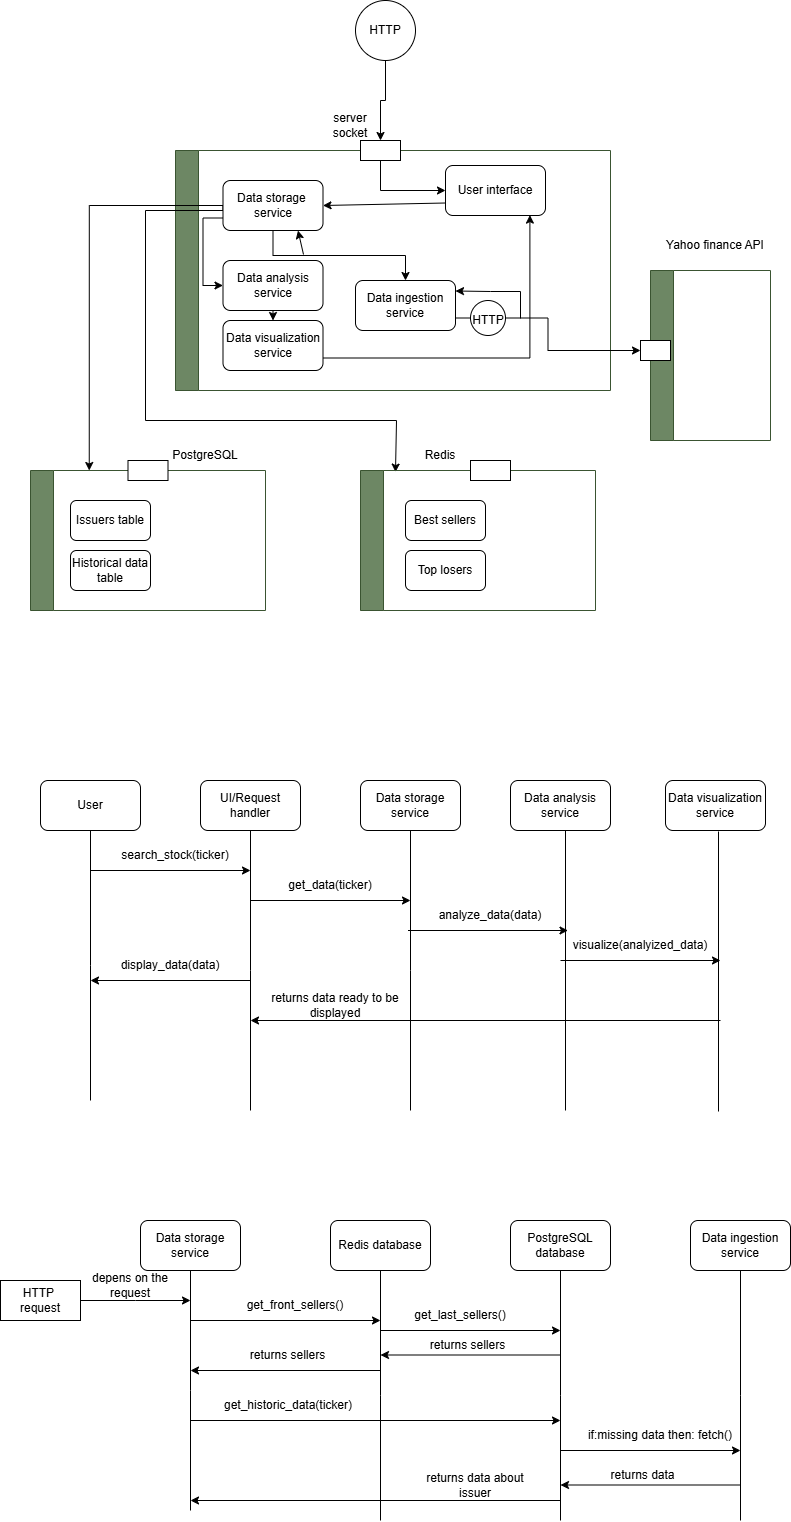 HTTP
server
socket
User interface
Data storage
service
Yahoo finance API
Data analysis
service
Data ingestion
service
HTTP
Data visualization
service
PostgreSQL
Redis
Issuers table
Best sellers
Historical data
table
Top losers
User
UI/Request
handler
Data storage
service
Data analysis
service
Data visualization
service
search_stock(ticker)
get_data(ticker)
analyze_data(data)
visualize(analyized_data)
display_data(data)
returns data ready to be
displayed
Data storage
service
Redis database
PostgreSQL
database
Data ingestion
service
HTTP
request
depens on the
request
get_front_sellers()
get_last_sellers()
returns sellers
returns sellers
get_historic_data(ticker)
if:missing data then: fetch()
returns data
returns data about
issuer